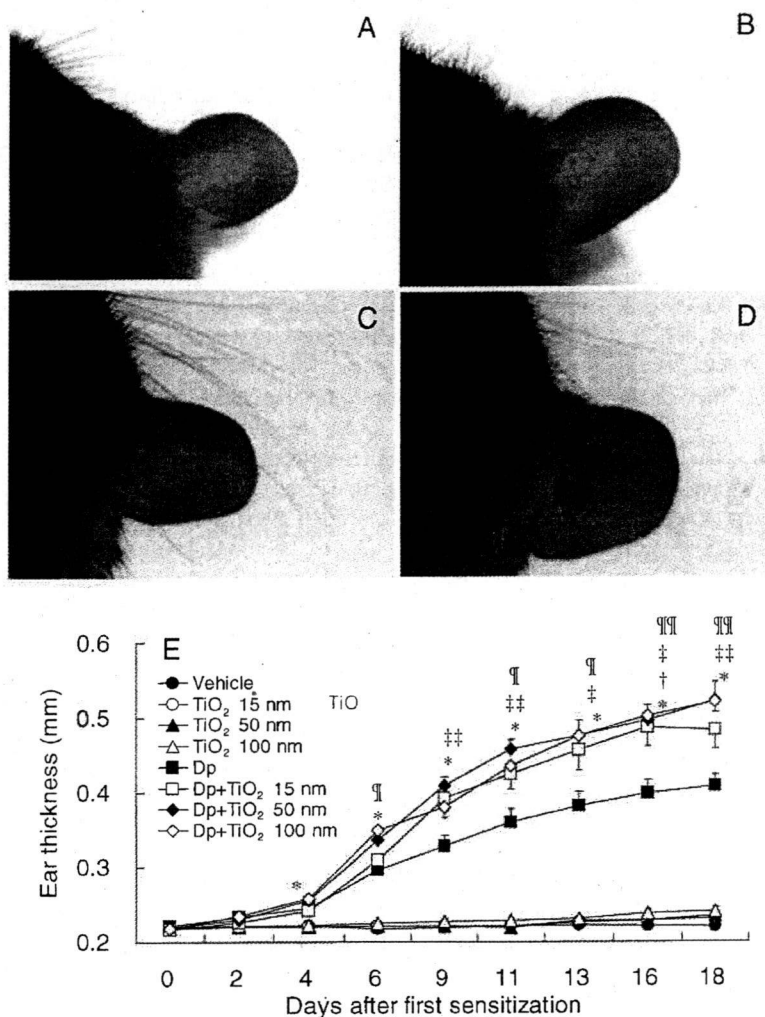 A
B
C
D
E
0.6
0.5
0.4
0.3
0.2
Ear thickness (mm)
Vehicle
TiO₂ 15 nm
TiO
TiO₂ 50 nm
TiO₂ 100 nm
Dp
Dp+TiO₂ 15 nm
Dp+TiO₂ 50 nm
Dp+TiO₂ 100 nm
*
¶
*
‡‡
*
¶
‡‡
*
¶
‡
*
¶¶
‡
†
*
¶¶
‡‡
*
0 2 4 6 9 11 13 16 18
Days after first sensitization